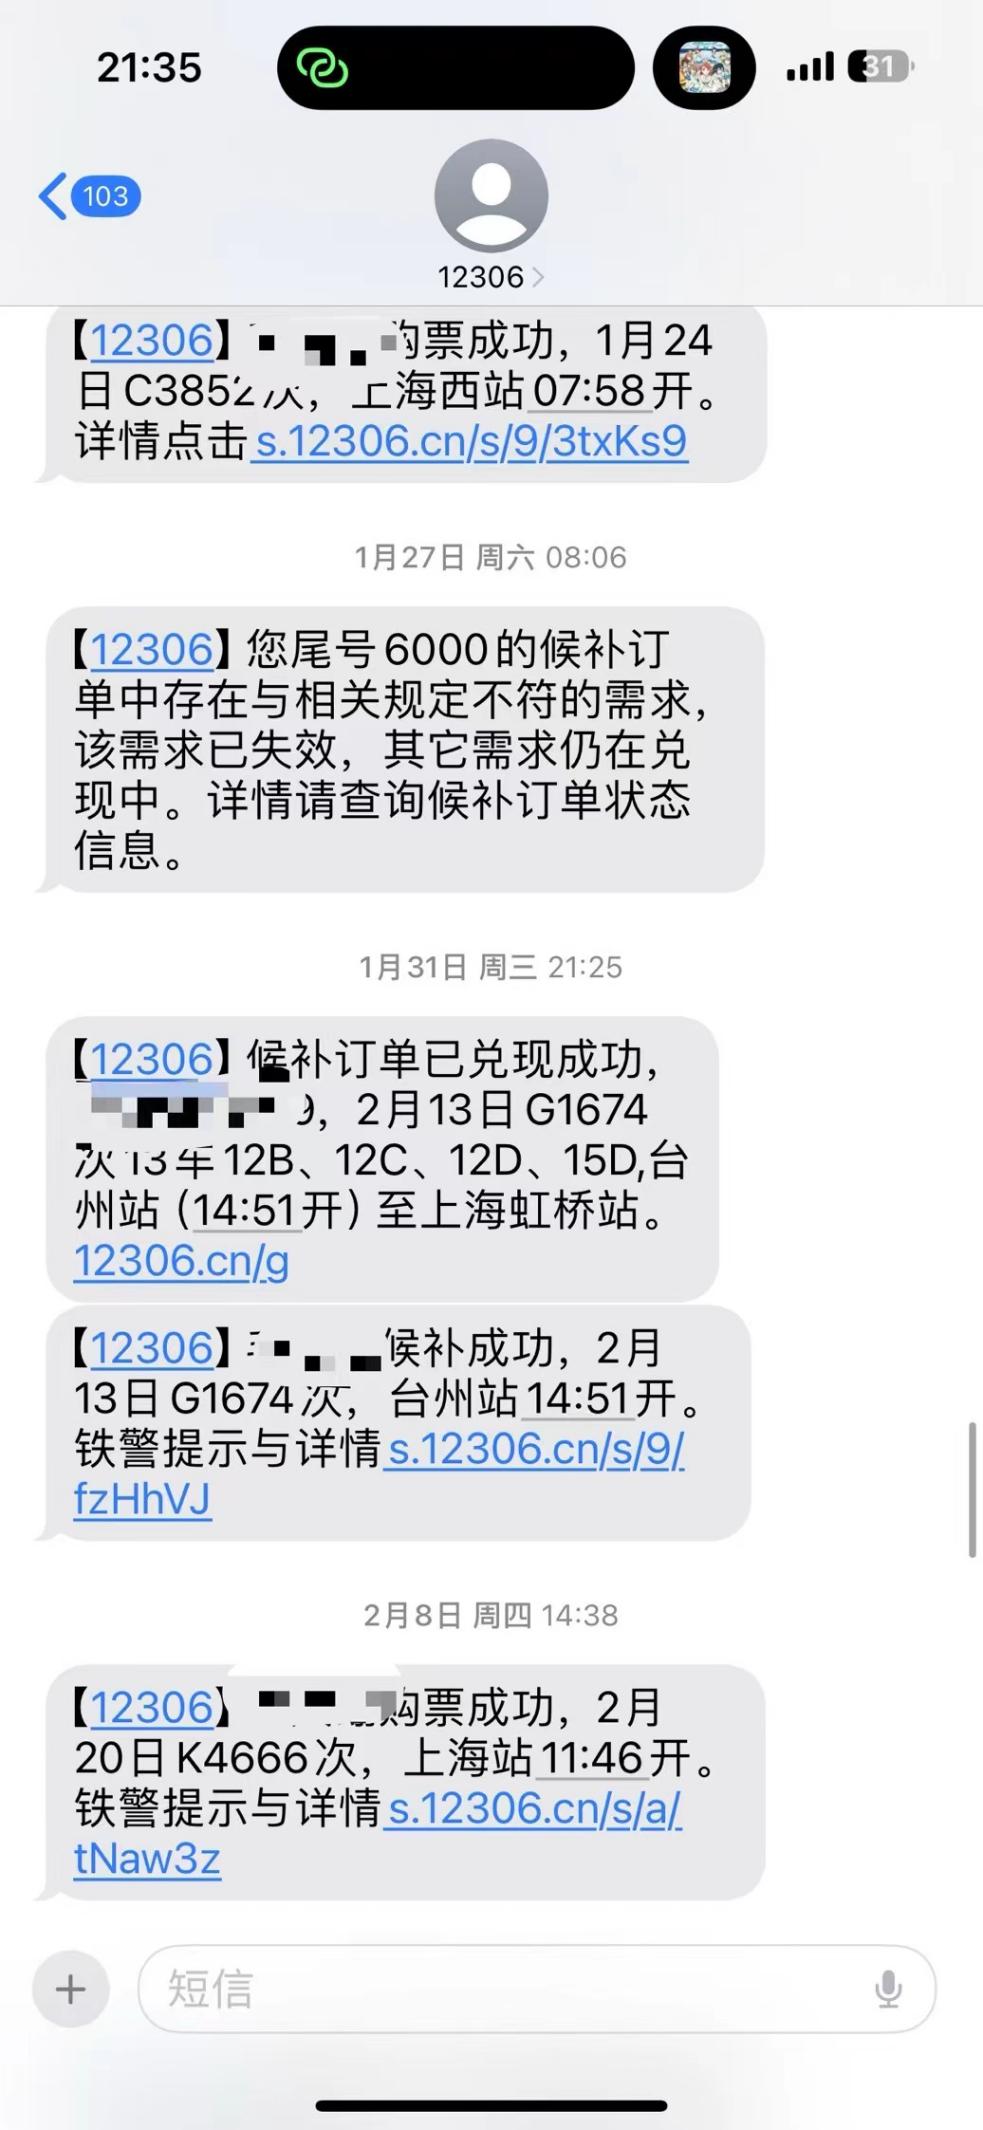 21:35
31
103
12306
【12306】购票成功，1月24
日C3852次，上海西站07:58开。
详情点击 s.12306.cn/s/9/3txKs9
1月27日 周六 08:06
【12306】您尾号6000的候补订
单中存在与相关规定不符的需求，
该需求已失效，其它需求仍在兑
现中。详情请查询候补订单状态
信息。
1月31日 周三 21:25
【12306】候补订单已兑现成功，
9，2月13日G1674
次13车12B、12C、12D、15D,台
州站（14:51开）至上海虹桥站。
12306.cn/g
【12306】候补成功，2月
13日G1674次，台州站14:51开。
铁警提示与详情 s.12306.cn/s/9/
fzHhVJ
2月8日 周四 14:38
【12306】购票成功，2月
20日K4666次，上海站11:46开。
铁警提示与详情 s.12306.cn/s/a/
tNaw3z
短信